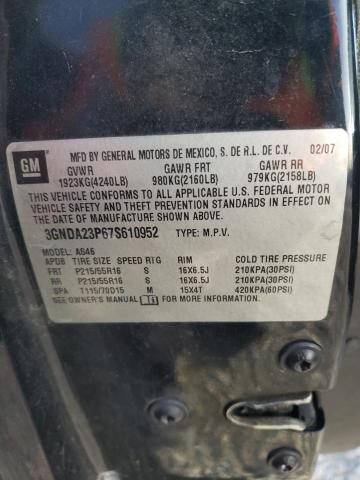 GM
MFD BY GENERAL MOTORS DE MEXICO, S. DE R.L. DE C.V. 02/07
GVWR GAWR FRT GAWR RR
1923KG(4240LB) 980KG(2160LB) 979KG(2158LB)
THIS VEHICLE CONFORMS TO ALL APPLICABLE U.S. FEDERAL
MOTOR VEHICLE SAFETY AND THEFT PREVENTION STANDARDS IN
EFFECT ON THE DATE OF MANUFACTURE SHOWN ABOVE.
3GNDA23P67S610952 TYPE: M.P.V.
MODEL: AS46
APDB TIRE SIZE SPEED RTG RIM COLD TIRE PRESSURE
FRT P215/55R16 S 16X6.5J 210KPA(30PSI)
RR P215/55R16 S 16X6.5J 210KPA(30PSI)
SPA T115/70D15 M 15X4T 420KPA(60PSI)
SEE OWNER'S MANUAL FOR MORE INFORMATION.